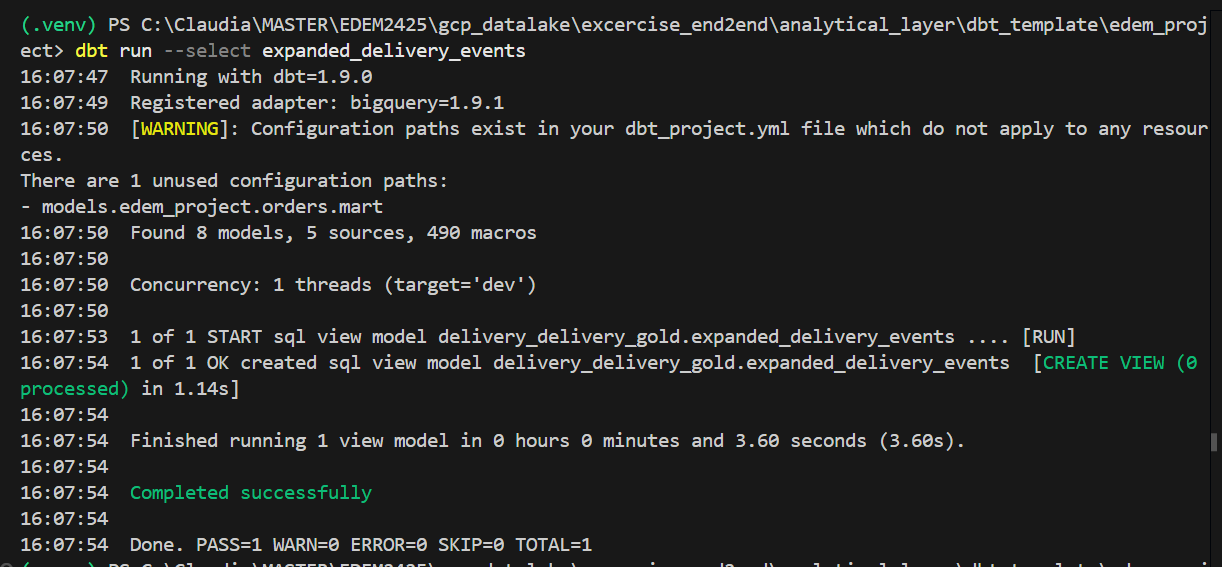 (.venv) PS C:\Claudia\MASTER\EDEM2425\gcp_datalake\excercise_end2end\analytical_layer\dbt_template\edem_proj
ect> dbt run --select expanded_delivery_events
16:07:47  Running with dbt=1.9.0
16:07:49  Registered adapter: bigquery=1.9.1
16:07:50  [WARNING]: Configuration paths exist in your dbt_project.yml file which do not apply to any resour
ces.
There are 1 unused configuration paths:
- models.edem_project.orders.mart
16:07:50  Found 8 models, 5 sources, 490 macros
16:07:50
16:07:50  Concurrency: 1 threads (target='dev')
16:07:50
16:07:53  1 of 1 START sql view model delivery_delivery_gold.expanded_delivery_events .... [RUN]
16:07:54  1 of 1 OK created sql view model delivery_delivery_gold.expanded_delivery_events  [CREATE VIEW (0
processed) in 1.14s]
16:07:54
16:07:54  Finished running 1 view model in 0 hours 0 minutes and 3.60 seconds (3.60s).
16:07:54
16:07:54  Completed successfully
16:07:54
16:07:54  Done. PASS=1 WARN=0 ERROR=0 SKIP=0 TOTAL=1